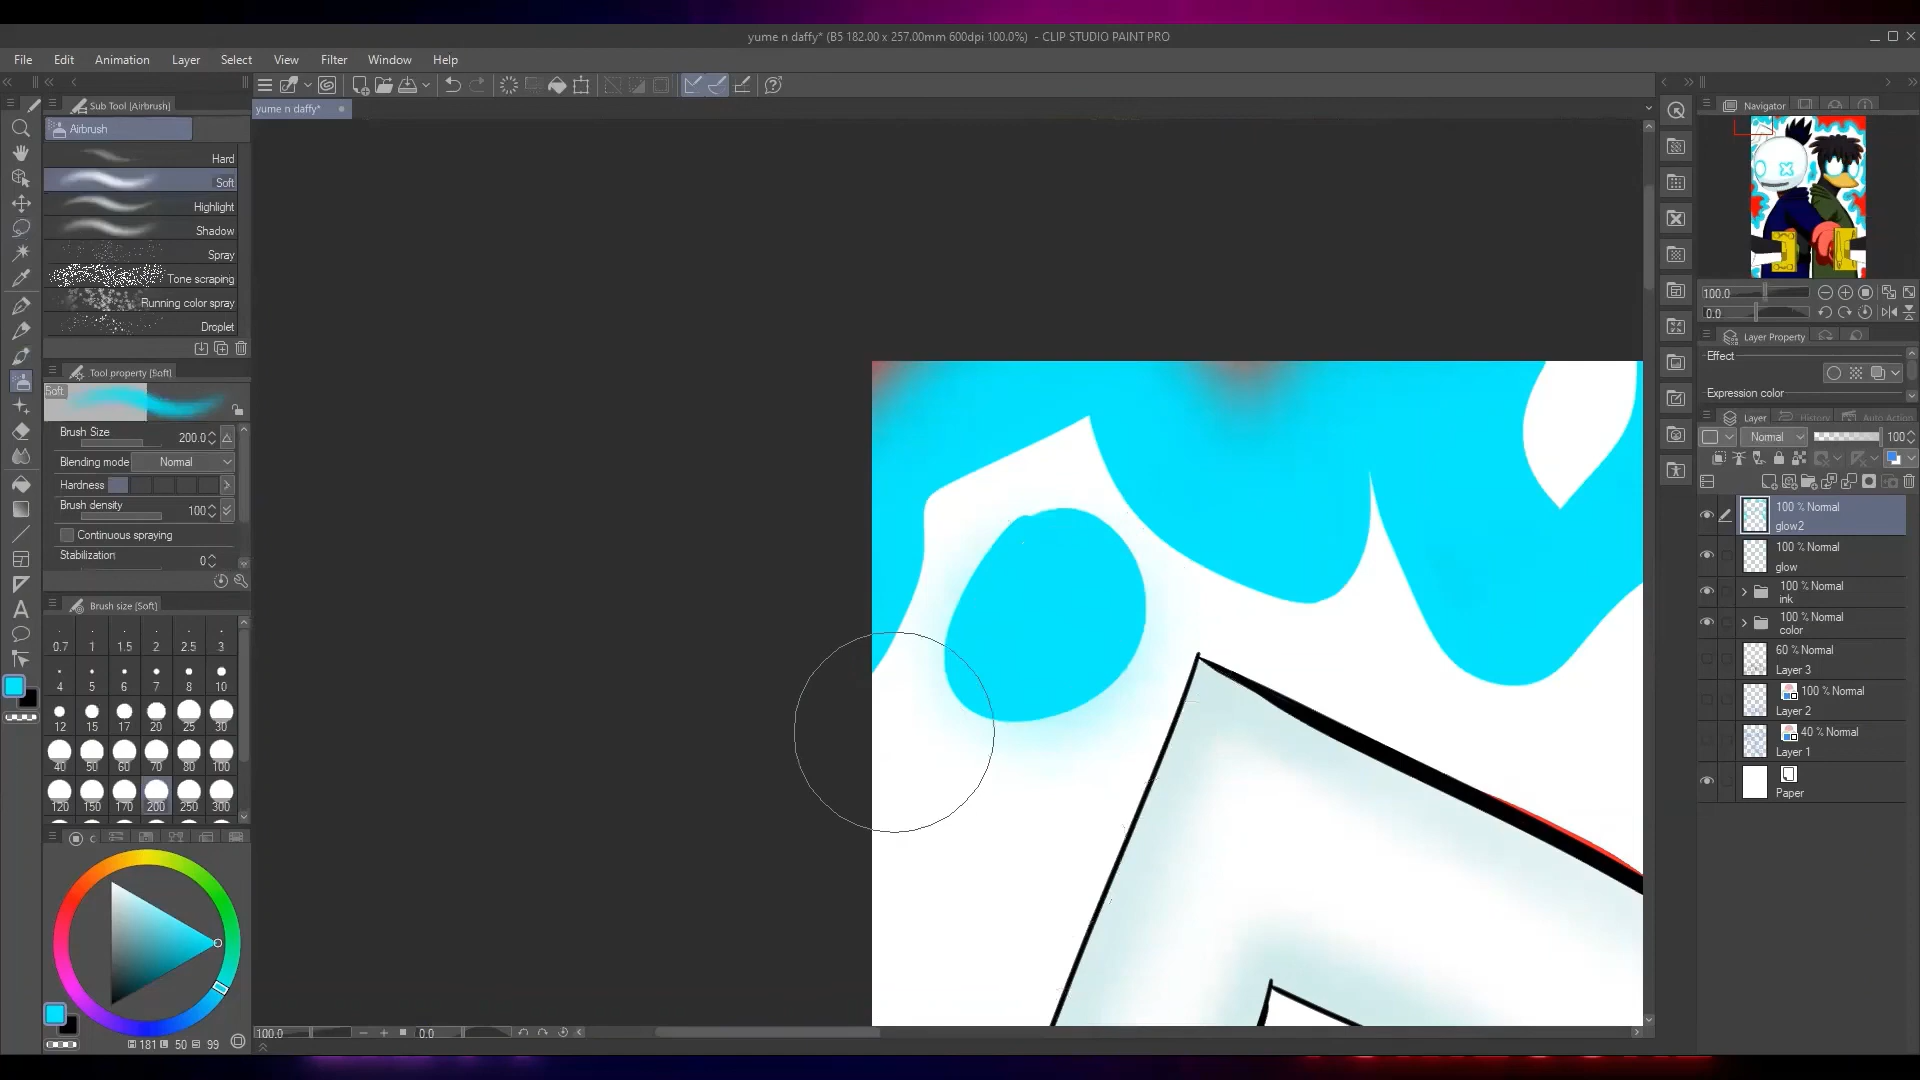 yume n daffy* (B5 182.00 x 257.00mm 600dpi 100.0%) - CLIP STUDIO PAINT PRO
File Edit Animation Layer Select View Filter Window Help
Sub Tool [Airbrush]
Airbrush
Hard
Soft
Highlight
Shadow
Spray
Tone scraping
Running color spray
Droplet
Tool property [Soft]
Soft
Brush Size 200.0
Blending mode Normal
Hardness
Brush density 100
Continuous spraying
Stabilization 0
Brush size [Soft]
0.7 1 1.5 2 2.5 3
4 5 6 7 8 10
12 15 17 20 25 30
40 50 60 70 80 100
120 150 170 200 250 300
181 50 99
yume n daffy*
100.0 0.0
Navigator
100.0
0.0
Layer Property
Effect
Expression color
Layer History Auto Action
Normal 100
100 % Normal
glow2
100 % Normal
glow
100 % Normal
ink
100 % Normal
color
60 % Normal
Layer 3
100 % Normal
Layer 2
40 % Normal
Layer 1
Paper